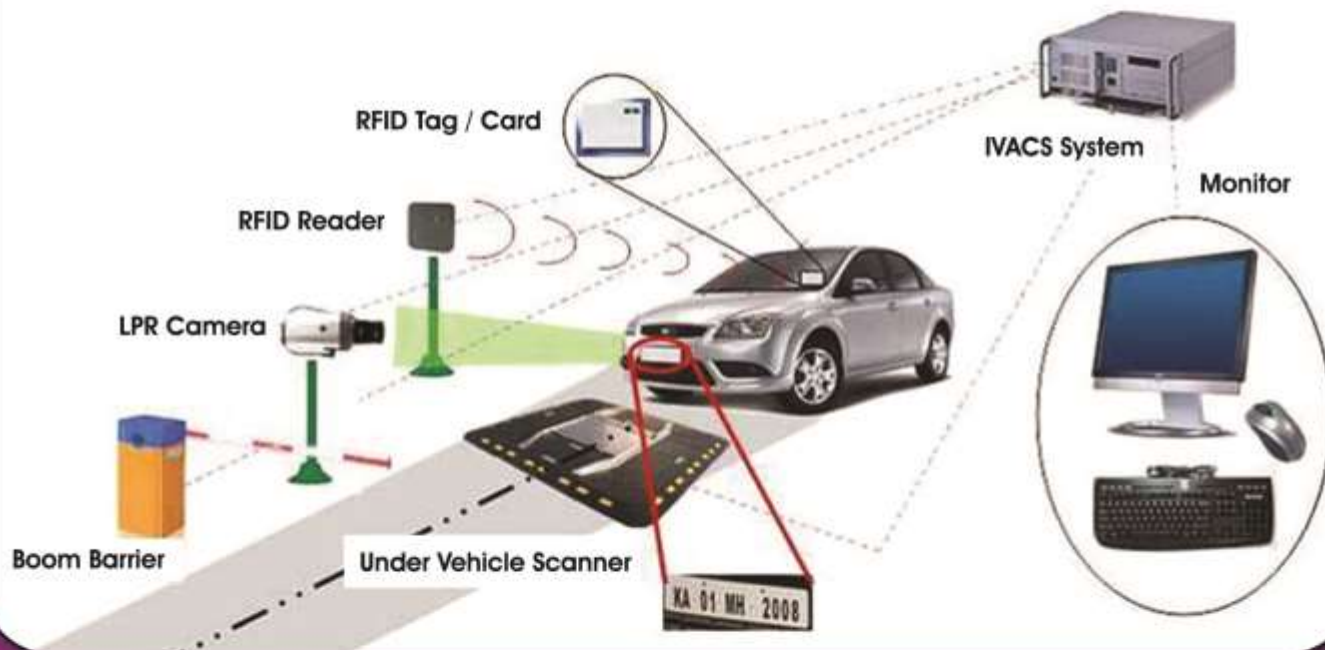 RFID Tag / Card
IVACS System
Monitor
RFID Reader
LPR Camera
Boom Barrier
Under Vehicle Scanner
KA 01 MH 2008